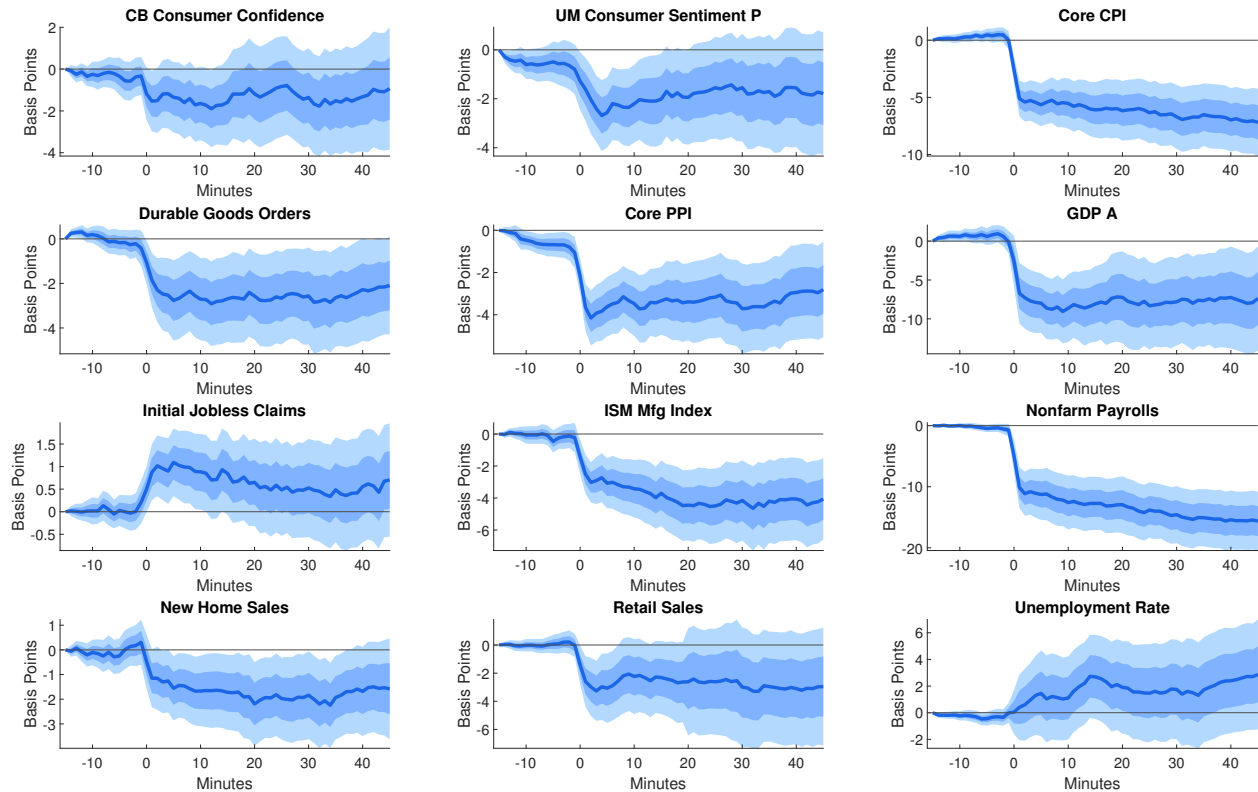 CB Consumer Confidence
Basis Points
2
0
-2
-4
-10 0 10 20 30 40
Minutes
UM Consumer Sentiment P
Basis Points
0
-2
-4
-10 0 10 20 30 40
Minutes
Core CPI
Basis Points
0
-5
-10
-10 0 10 20 30 40
Minutes
Durable Goods Orders
Basis Points
0
-2
-4
-10 0 10 20 30 40
Minutes
Core PPI
Basis Points
0
-2
-4
-10 0 10 20 30 40
Minutes
GDP A
Basis Points
0
-5
-10
-10 0 10 20 30 40
Minutes
Initial Jobless Claims
Basis Points
1.5
1
0.5
0
-0.5
-10 0 10 20 30 40
Minutes
ISM Mfg Index
Basis Points
0
-2
-4
-6
-10 0 10 20 30 40
Minutes
Nonfarm Payrolls
Basis Points
0
-10
-20
-10 0 10 20 30 40
Minutes
New Home Sales
Basis Points
1
0
-1
-2
-3
-10 0 10 20 30 40
Minutes
Retail Sales
Basis Points
0
-2
-4
-6
-10 0 10 20 30 40
Minutes
Unemployment Rate
Basis Points
6
4
2
0
-2
-10 0 10 20 30 40
Minutes